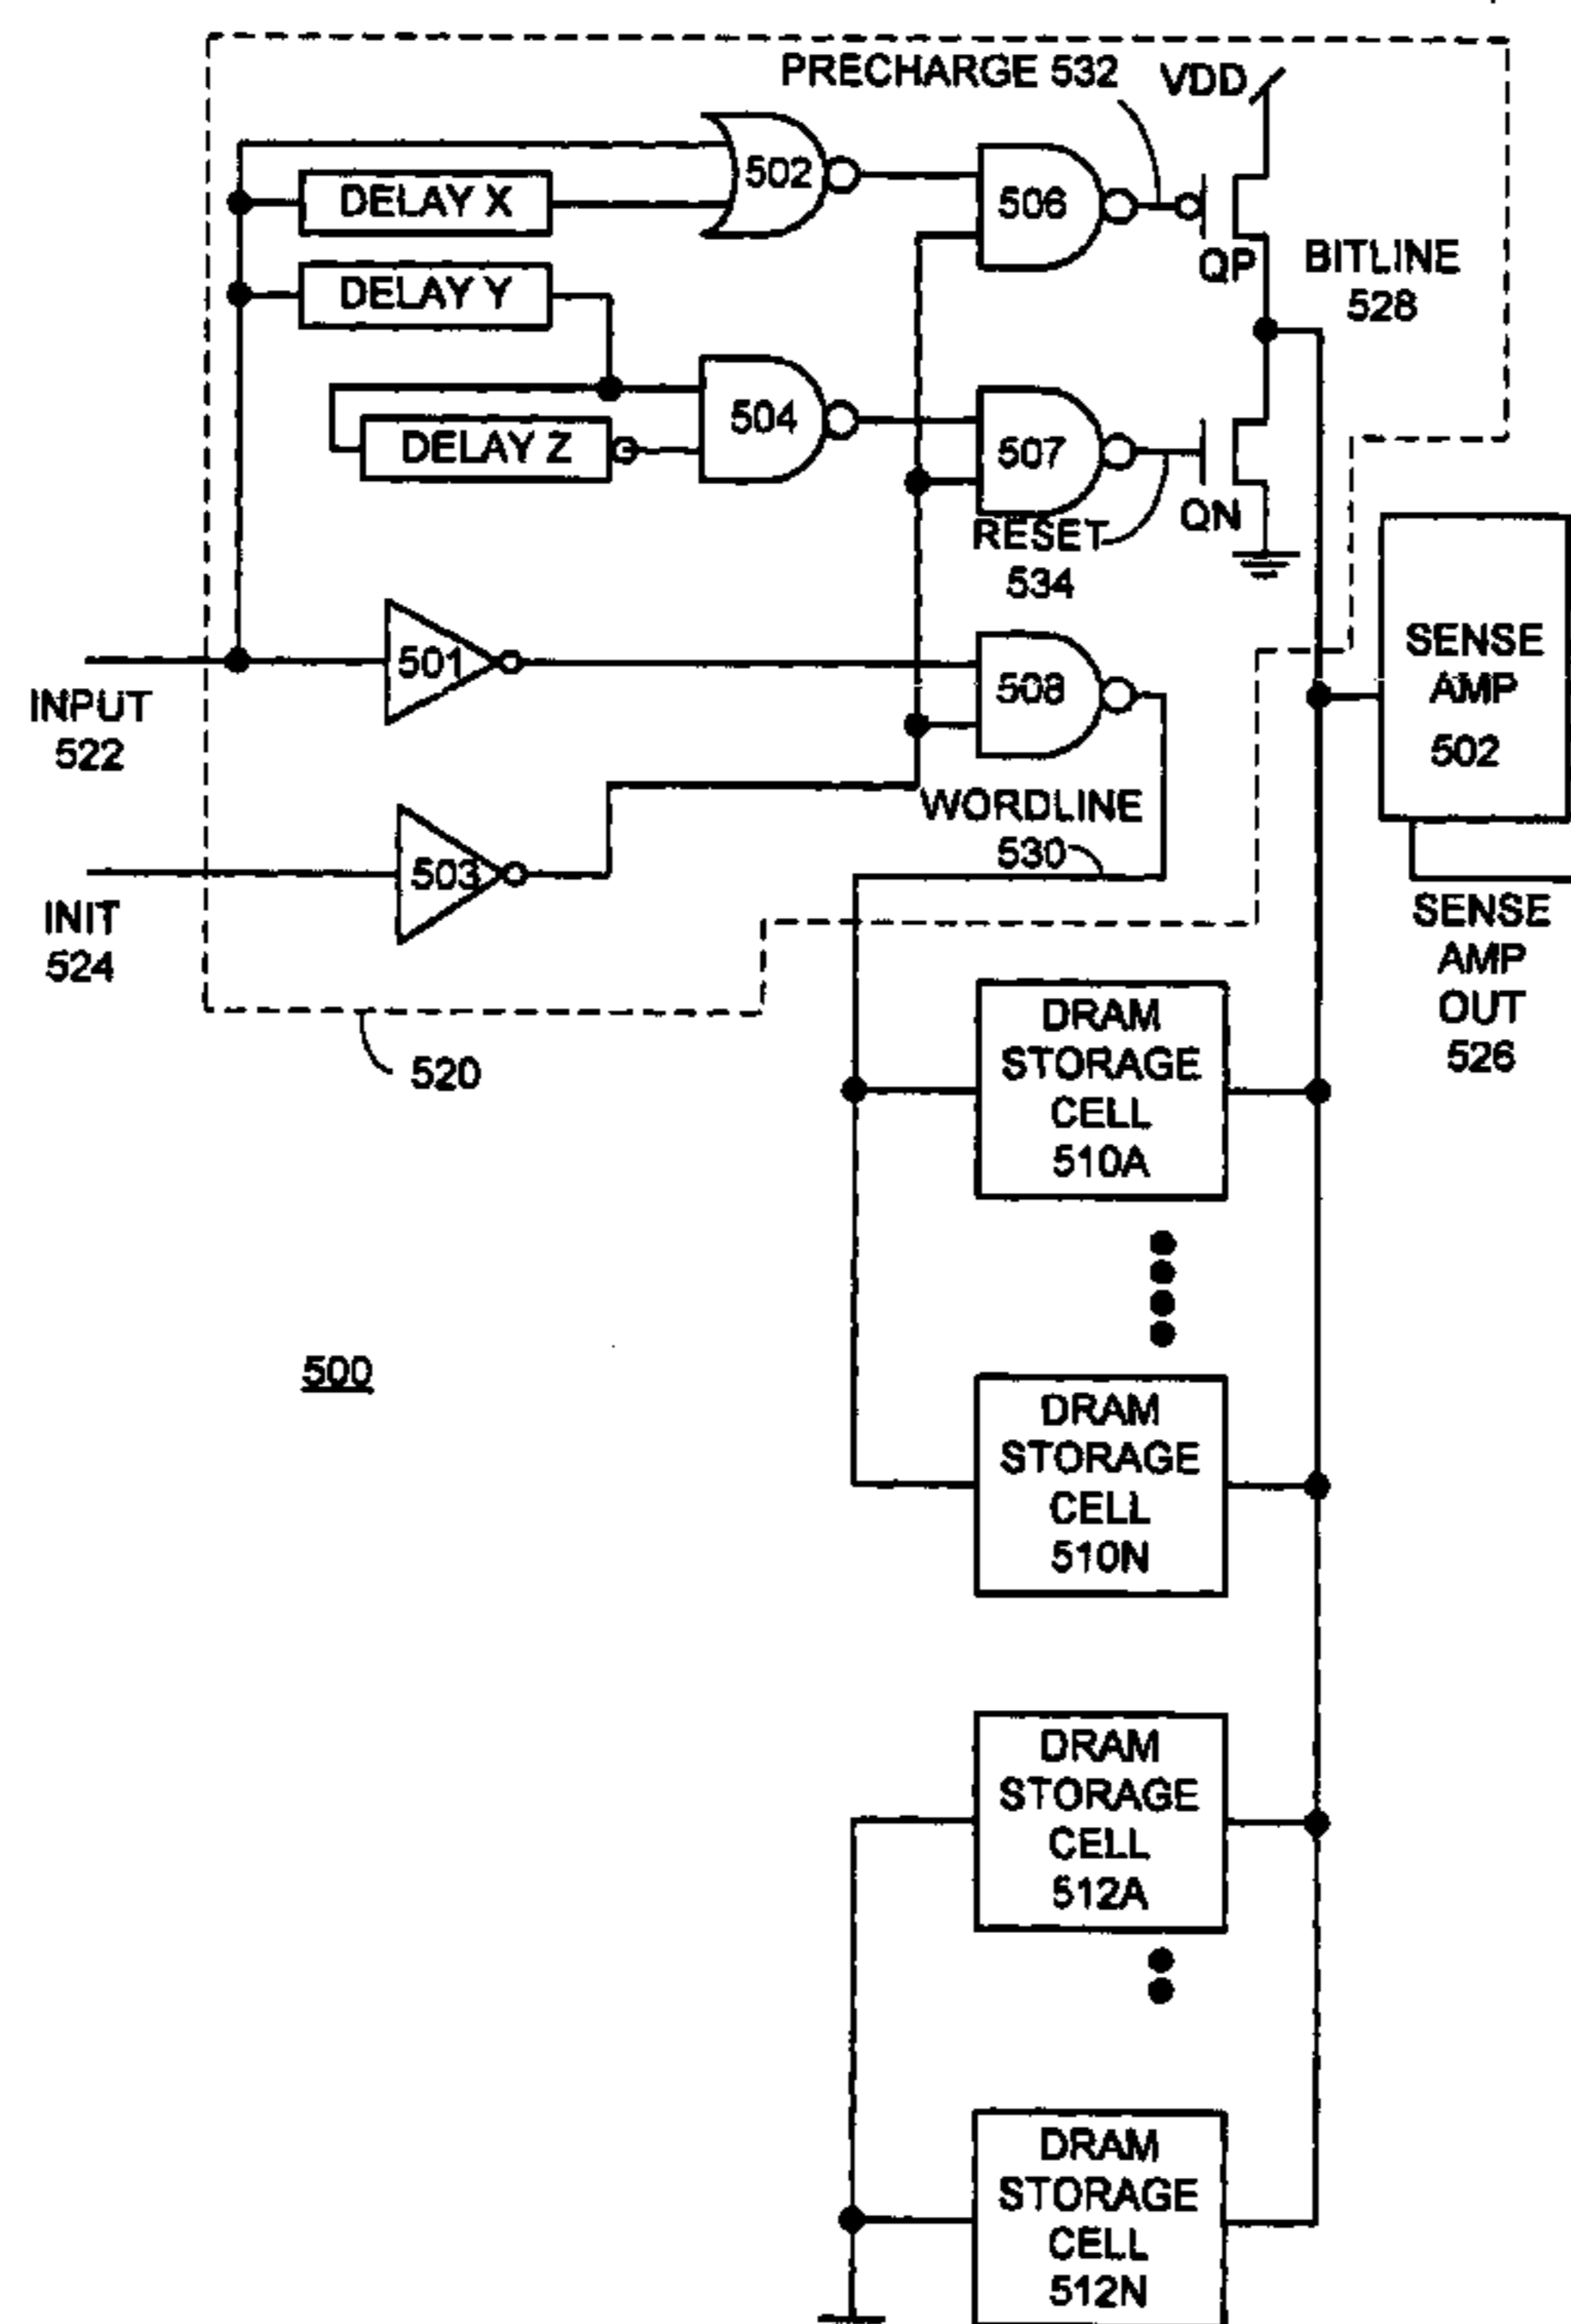 PRECHARGE 532
VDD
502
DELAY X
506
QP
BITLINE
528
DELAY Y
504
DELAY Z
507
QN
RESET
534
501
INPUT
522
508
SENSE
AMP
502
WORDLINE
530
503
INIT
524
SENSE
AMP
OUT
526
520
DRAM
STORAGE
CELL
510A
500
DRAM
STORAGE
CELL
510N
DRAM
STORAGE
CELL
512A
DRAM
STORAGE
CELL
512N